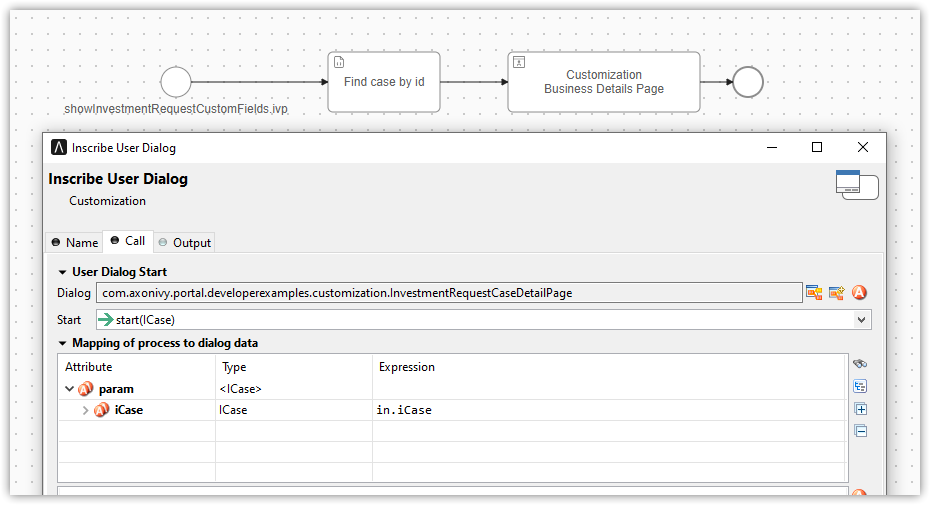 Find case by id
Customization
Business Details Page
showInvestmentRequestCustomFields.ivp
Inscribe User Dialog
Inscribe User Dialog
Customization
Name Call Output
User Dialog Start
Dialog com.axonivy.portal.developerexamples.customization.InvestmentRequestCaseDetailPage
Start start(ICase)
Mapping of process to dialog data
Attribute Type Expression
param <ICase>
iCase ICase in.iCase